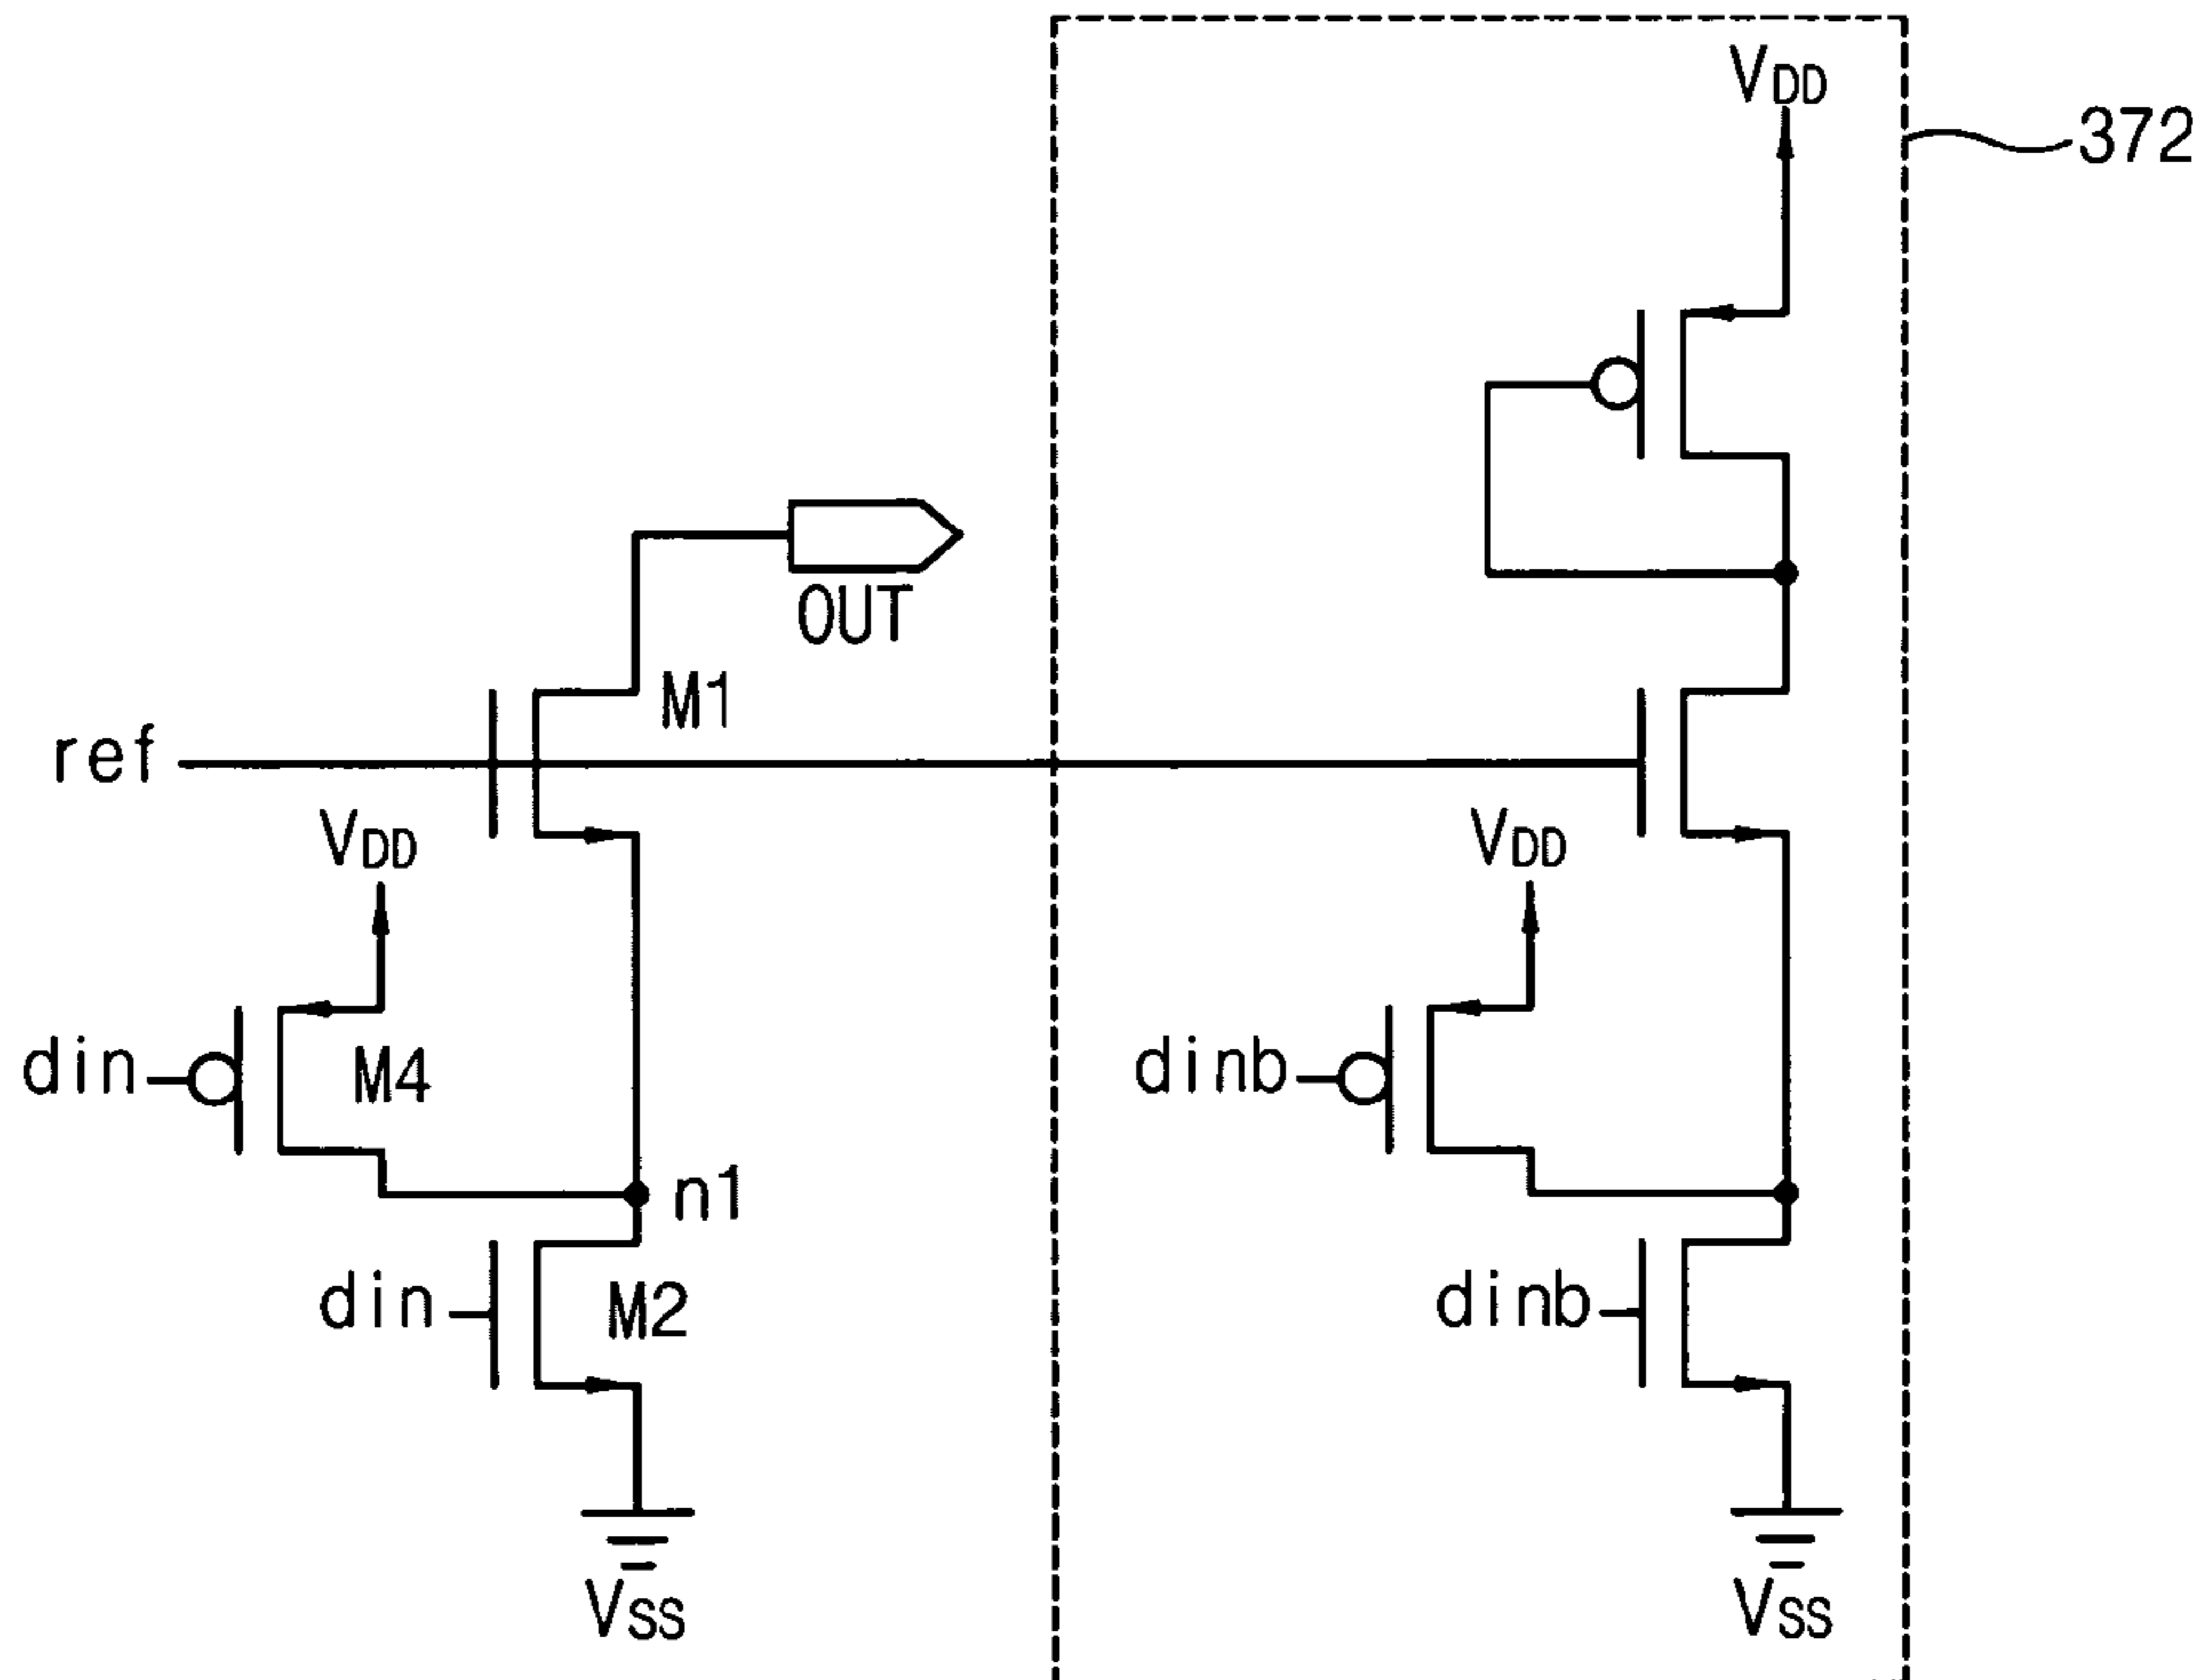 VDD
372
OUT
M1
ref
VDD
VDD
din
M4
dinb
n1
din
M2
dinb
VSS
VSS